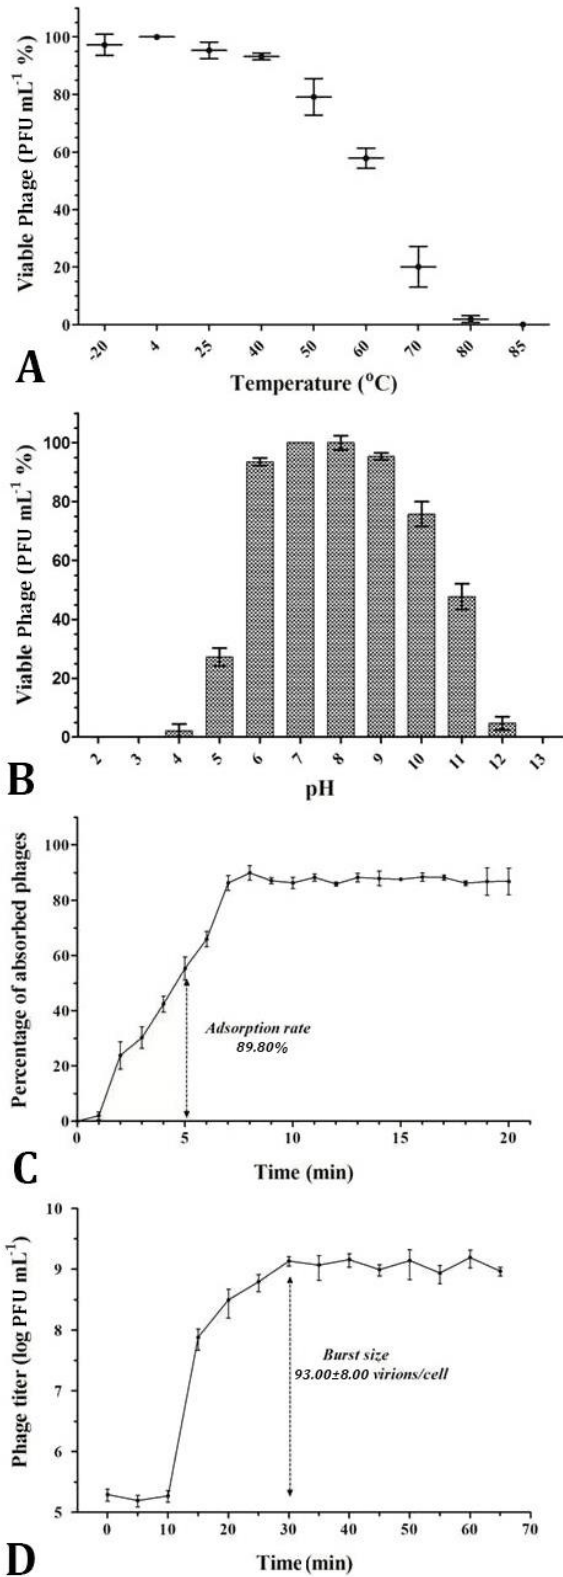 Viable Phage (PFU mL-1 %)
100
80
60
40
20
0
-20 4 25 40 50 60 70 80 85
Temperature (oC)
A
Viable Phage (PFU mL-1 %)
100
80
60
40
20
0
2 3 4 5 6 7 8 9 10 11 12 13
pH
B
Percentage of absorbed phages
100
80
60
40
20
0
Adsorption rate
89.80%
0 5 10 15 20
Time (min)
C
Phage titer (log PFU mL-1)
10
9
8
7
6
5
Burst size
93.00±8.00 virions/cell
0 10 20 30 40 50 60 70
Time (min)
D